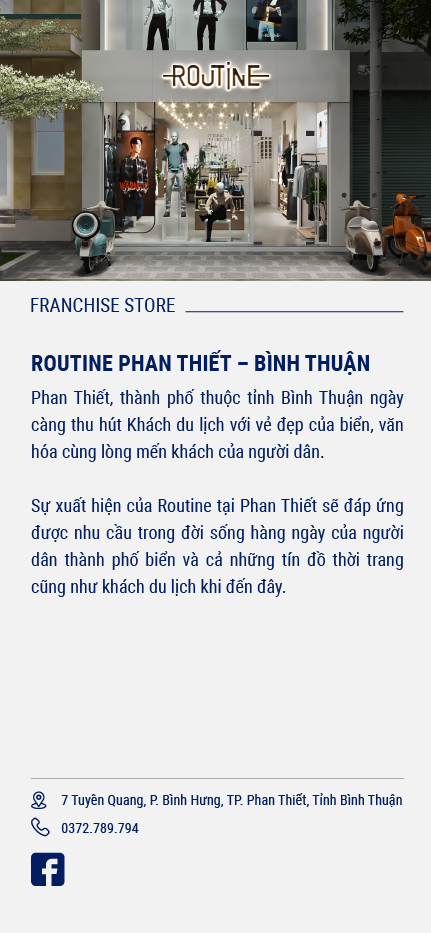 ROUTINE
FRANCHISE STORE
ROUTINE PHAN THIẾT – BÌNH THUẬN
Phan Thiết, thành phố thuộc tỉnh Bình Thuận ngày
càng thu hút Khách du lịch với vẻ đẹp của biển, văn
hóa cùng lòng mến khách của người dân.
Sự xuất hiện của Routine tại Phan Thiết sẽ đáp ứng
được nhu cầu trong đời sống hàng ngày của người
dân thành phố biển và cả những tín đồ thời trang
cũng như khách du lịch khi đến đây.
7 Tuyên Quang, P. Bình Hưng, TP. Phan Thiết, Tỉnh Bình Thuận
0372.789.794